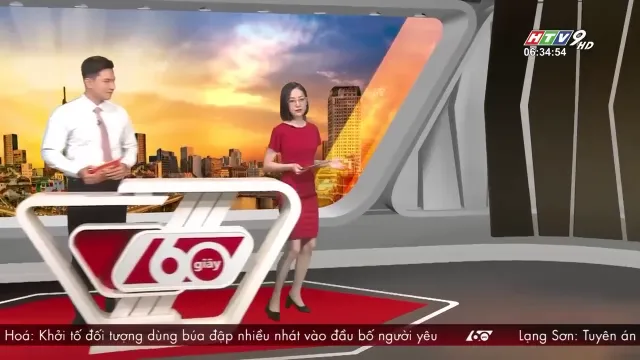 HTV9 HD
06:34:54
60 giây
Hoá: Khởi tố đối tượng dùng búa đập nhiều nhát vào đầu bố người yêu 60 Lạng Sơn: Tuyên án